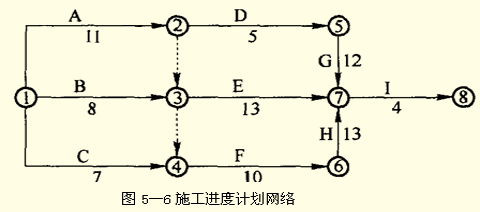 A ② D ⑤
11 5
G 12
① B ③ E ⑦ I ⑧
8 13 4
H 13
C ④ F ⑥
7 10
图 5—6 施工进度计划网络